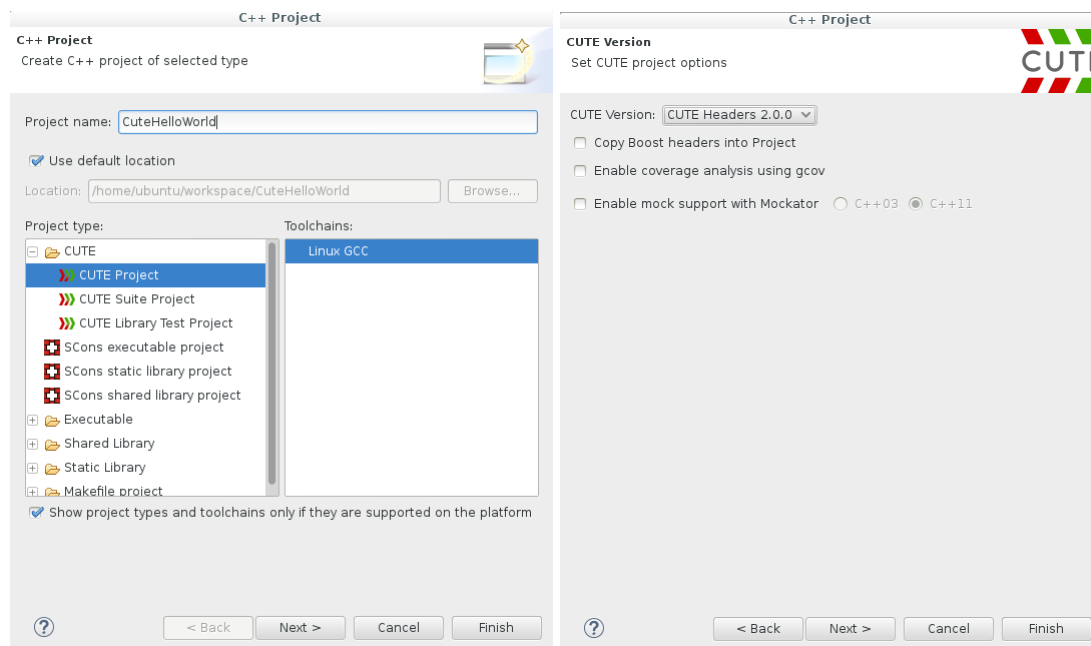 C++ Project
C++ Project
Create C++ project of selected type
Project name: CuteHelloWorld
Use default location
Location: /home/ubuntu/workspace/CuteHelloWorld Browse...
Project type: Toolchains:
CUTE
Linux GCC
CUTE Project
CUTE Suite Project
CUTE Library Test Project
SCons executable project
SCons static library project
SCons shared library project
Executable
Shared Library
Static Library
Makefile project
Show project types and toolchains only if they are supported on the platform
? < Back Next > Cancel Finish
C++ Project
CUTE Version
Set CUTE project options
CUTE
CUTE Version: CUTE Headers 2.0.0
Copy Boost headers into Project
Enable coverage analysis using gcov
Enable mock support with Mockator C++03 C++11
? < Back Next > Cancel Finish